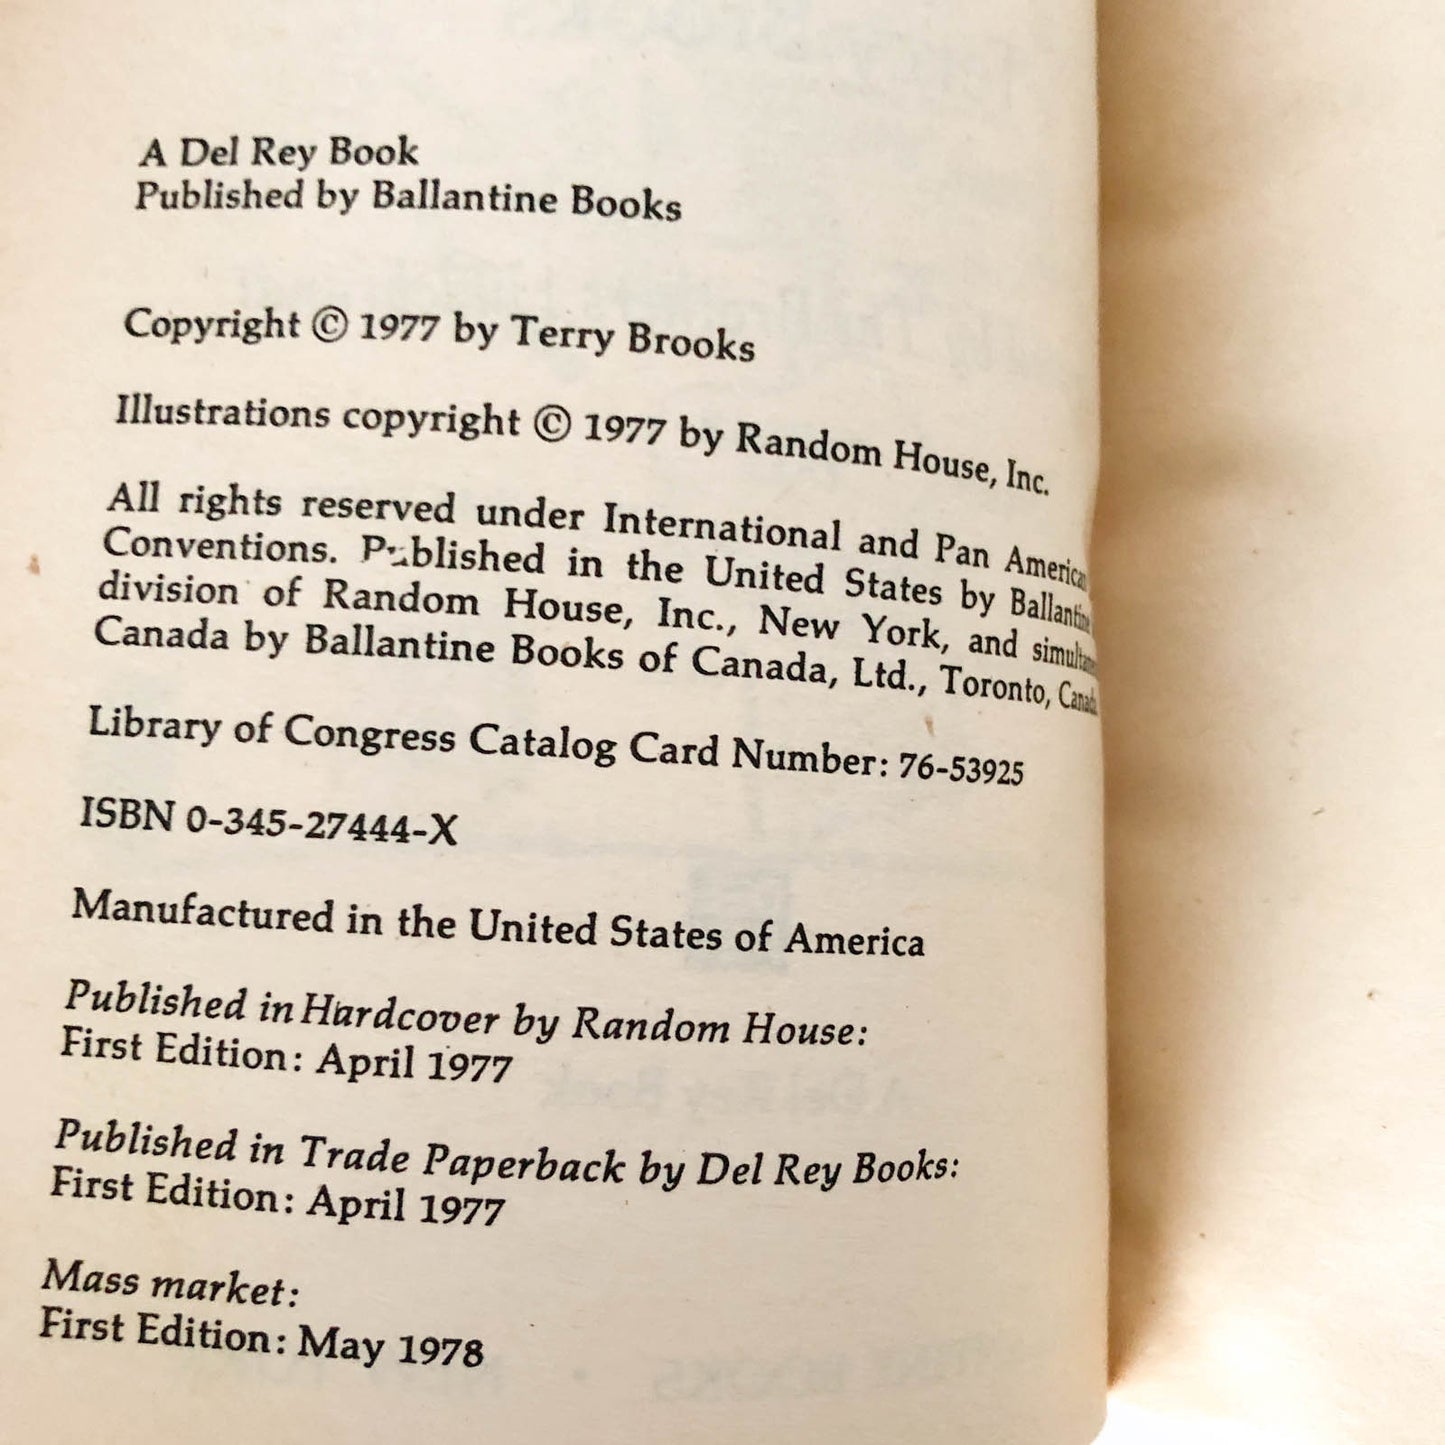 A Del Rey Book
Published by Ballantine Books
Copyright © 1977 by Terry Brooks
Illustrations copyright © 1977 by Random House, Inc.
All rights reserved under International and Pan American
Conventions. Published in the United States by Ballantine
division of Random House, Inc., New York, and
Canada by Ballantine Books of Canada, Ltd., Toronto, Canada
Library of Congress Catalog Card Number: 76-53925
ISBN 0-345-27444-X
Manufactured in the United States of America
Published in Hardcover by Random House:
First Edition: April 1977
Published in Trade Paperback by Del Rey Books:
First Edition: April 1977
Mass market:
First Edition: May 1978